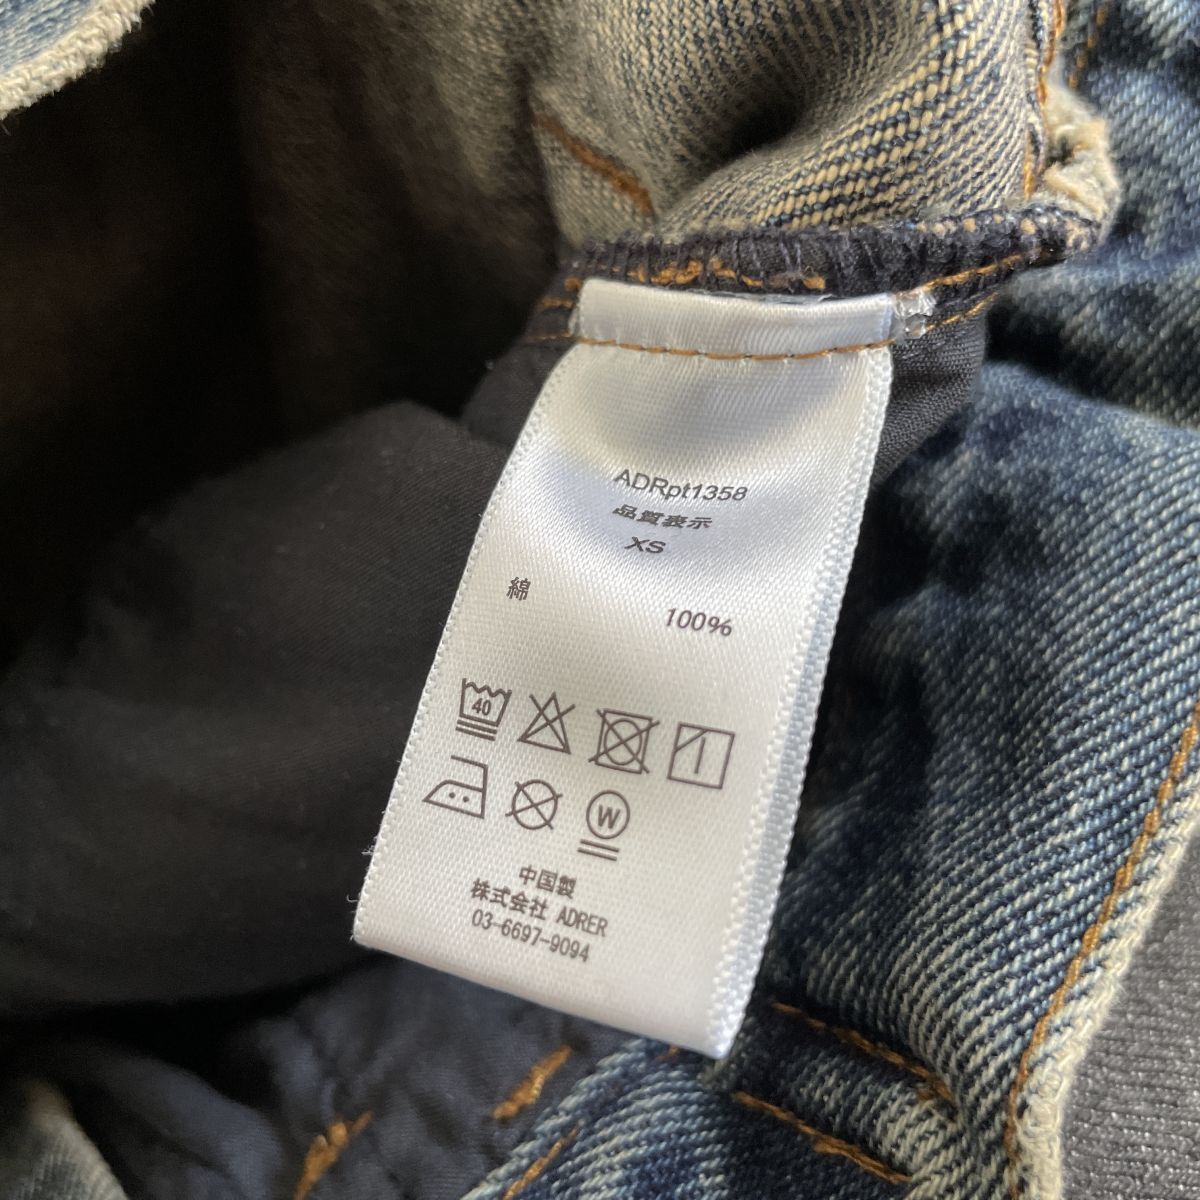 ADRpt1358
品質表示
XS
綿 100%
40
W
中国製
株式会社 ADRER
03-6697-9094